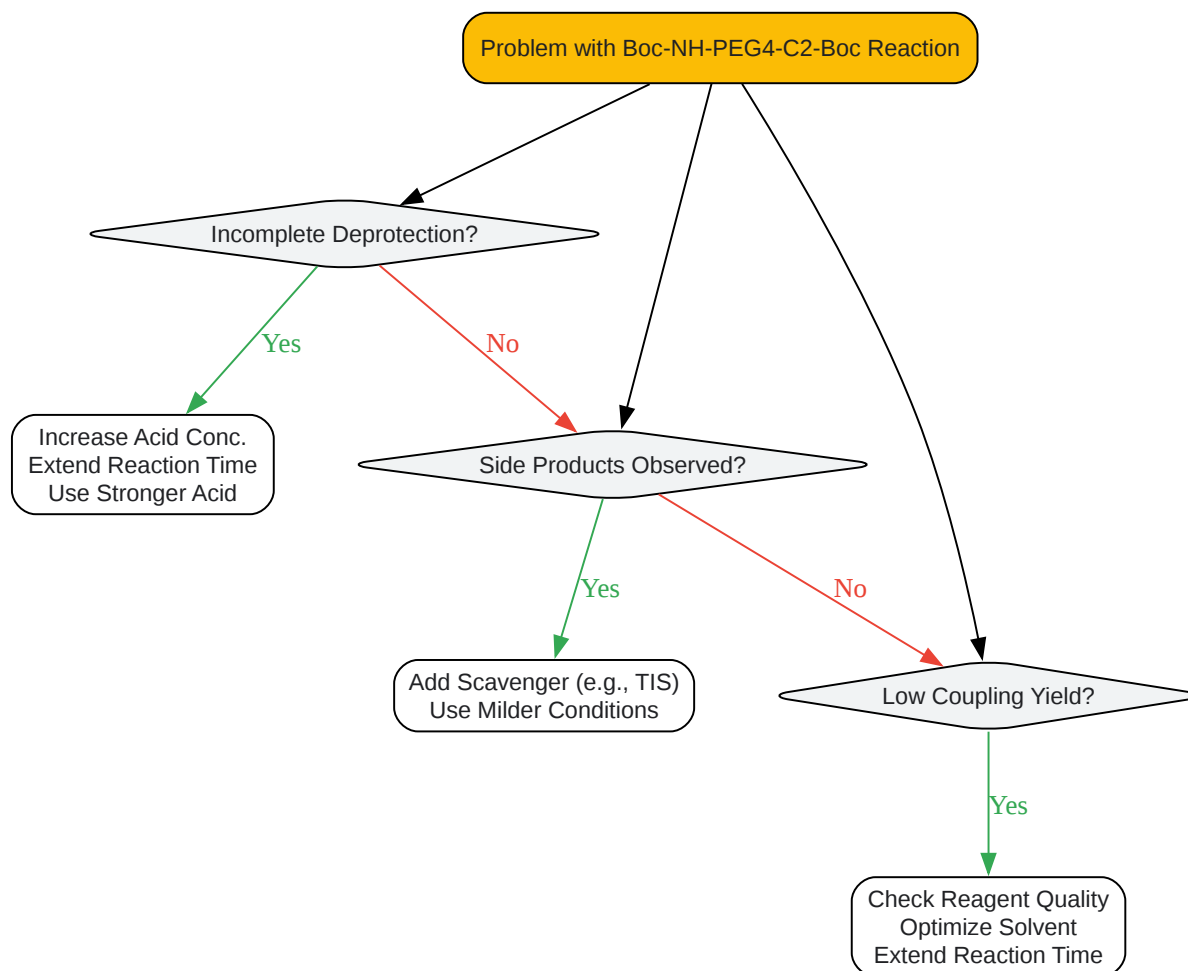 Problem with Boc-NH-PEG4-C2-Boc Reaction
Incomplete Deprotection?
Yes
No
Increase Acid Conc.
Extend Reaction Time
Use Stronger Acid
Side Products Observed?
Yes
No
Add Scavenger (e.g., TIS)
Use Milder Conditions
Low Coupling Yield?
Yes
Check Reagent Quality
Optimize Solvent
Extend Reaction Time